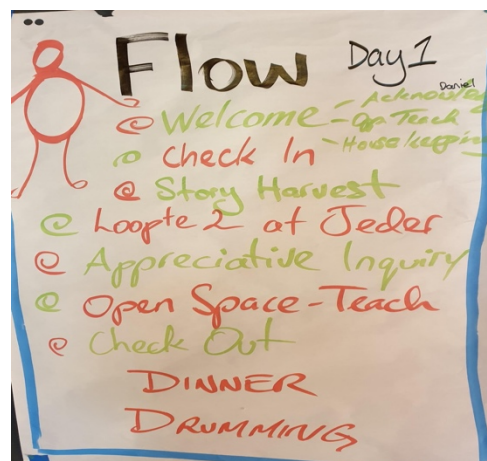 Flow Day 1
Daniel
Welcome - Acknowled
- Teach
- House keeping
Check In
Story Harvest
Loopte 2 at Jeder
Appreciative Inquiry
Open Space - Teach
Check Out
DINNER
DRUMMING